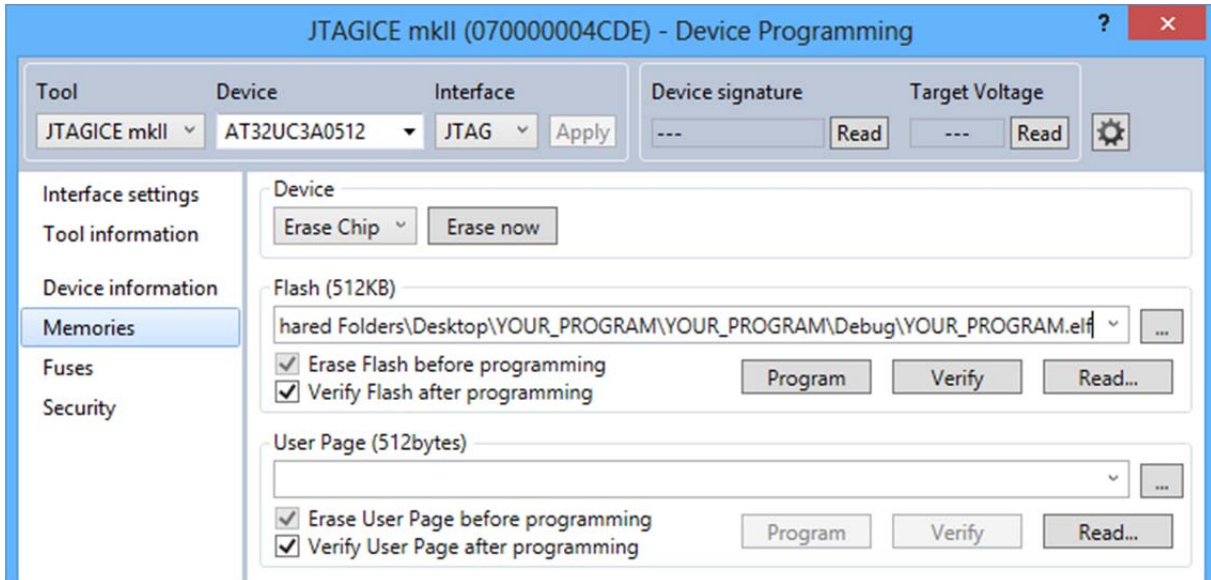 JTAGICE mkII (070000004CDE) - Device Programming
?
Tool Device Interface Device signature Target Voltage
JTAGICE mkII AT32UC3A0512 JTAG Apply --- Read --- Read
Interface settings
Tool information
Device information
Memories
Fuses
Security
Device
Erase Chip Erase now
Flash (512KB)
hared Folders\Desktop\YOUR_PROGRAM\YOUR_PROGRAM\Debug\YOUR_PROGRAM.elf ...
Erase Flash before programming
Verify Flash after programming
Program Verify Read...
User Page (512bytes)
...
Erase User Page before programming
Verify User Page after programming
Program Verify Read...